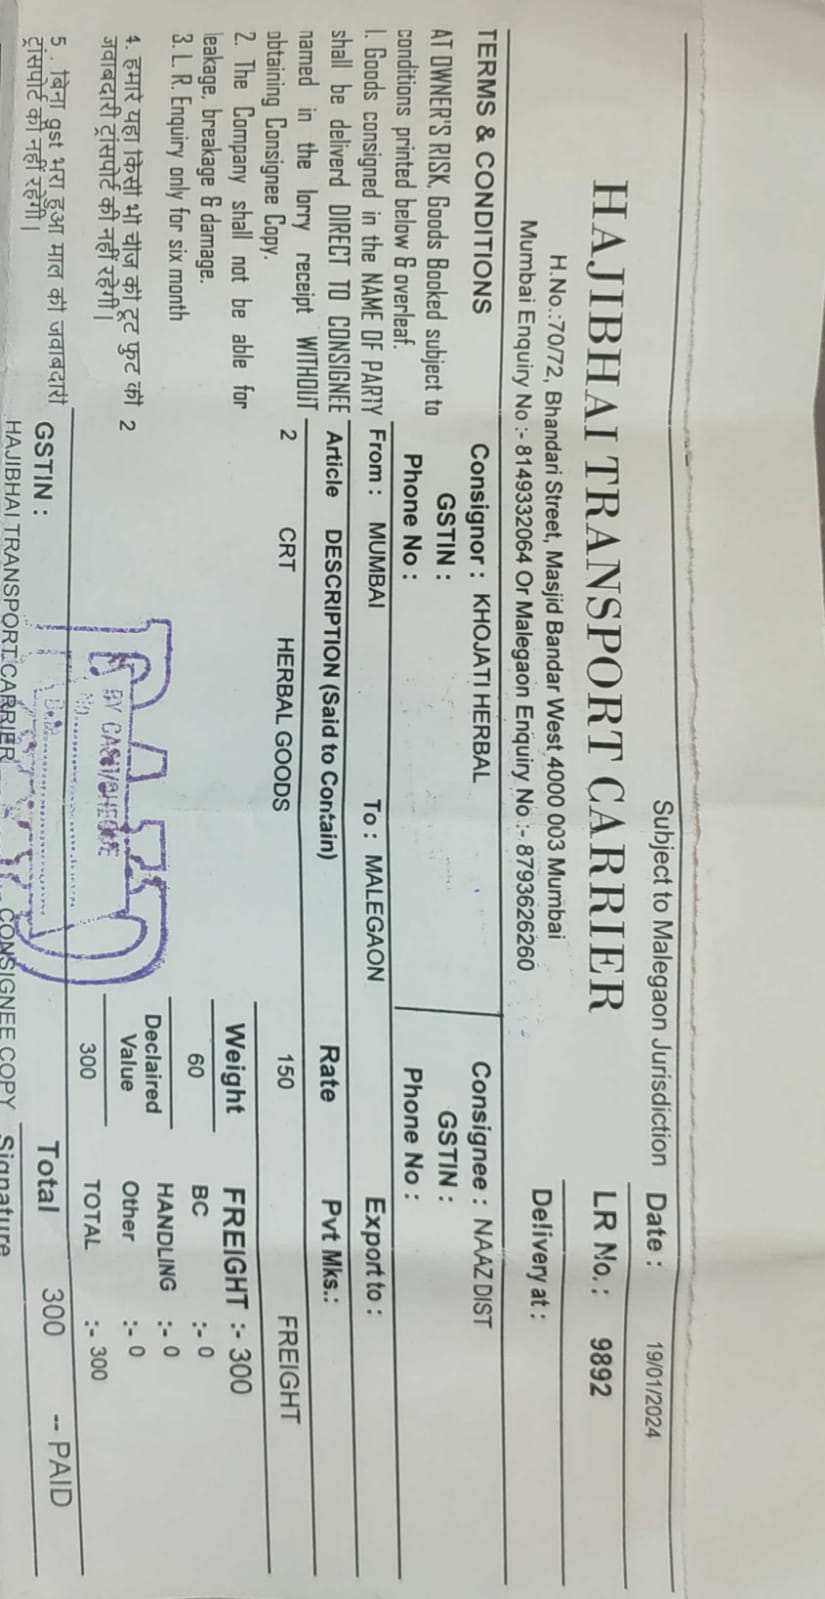 Subject to Malegaon Jurisdiction Date : 19/01/2024
HAJIBHAI TRANSPORT CARRIER LR No. : 9892
H.No.:70/72, Bhandari Street, Masjid Bandar West 4000 003 Mumbai
Mumbai Enquiry No :- 8149332064 Or Malegaon Enquiry No :- 8793626260
Delivery at :
TERMS & CONDITIONS
AT OWNER'S RISK. Goods Booked subject to
conditions printed below & overleaf.
1. Goods consigned in the NAME OF PARTY
shall be deliverd DIRECT TO CONSIGNEE
named in the lorry receipt WITHOUT
obtaining Consignee Copy.
2. The Company shall not be able for
leakage, breakage & damage.
3. L. R. Enquiry only for six month
4. हमारे यहा किसी भी चीज की टूट फुट की
जवाबदारी ट्रांसपोर्ट की नहीं रहेगी।
5 . बिना gst भरा हुआ माल की जवाबदारी
ट्रांसपोर्ट की नहीं रहेगी।
Consignor : KHOJATI HERBAL
GSTIN :
Phone No :
Consignee : NAAZ DIST
GSTIN :
Phone No :
From : MUMBAI To : MALEGAON Export to :
Article DESCRIPTION (Said to Contain) Rate Pvt Mks.:
2 CRT HERBAL GOODS 150 FREIGHT
Weight FREIGHT :- 300
60 BC :- 0
Declaired HANDLING :- 0
Value Other :- 0
300 TOTAL :- 300
2
PAID
BY CASH/CHEQUE
GSTIN : Total 300 -- PAID
HAJIBHAI TRANSPORT CARRIER CONSIGNEE COPY Signature